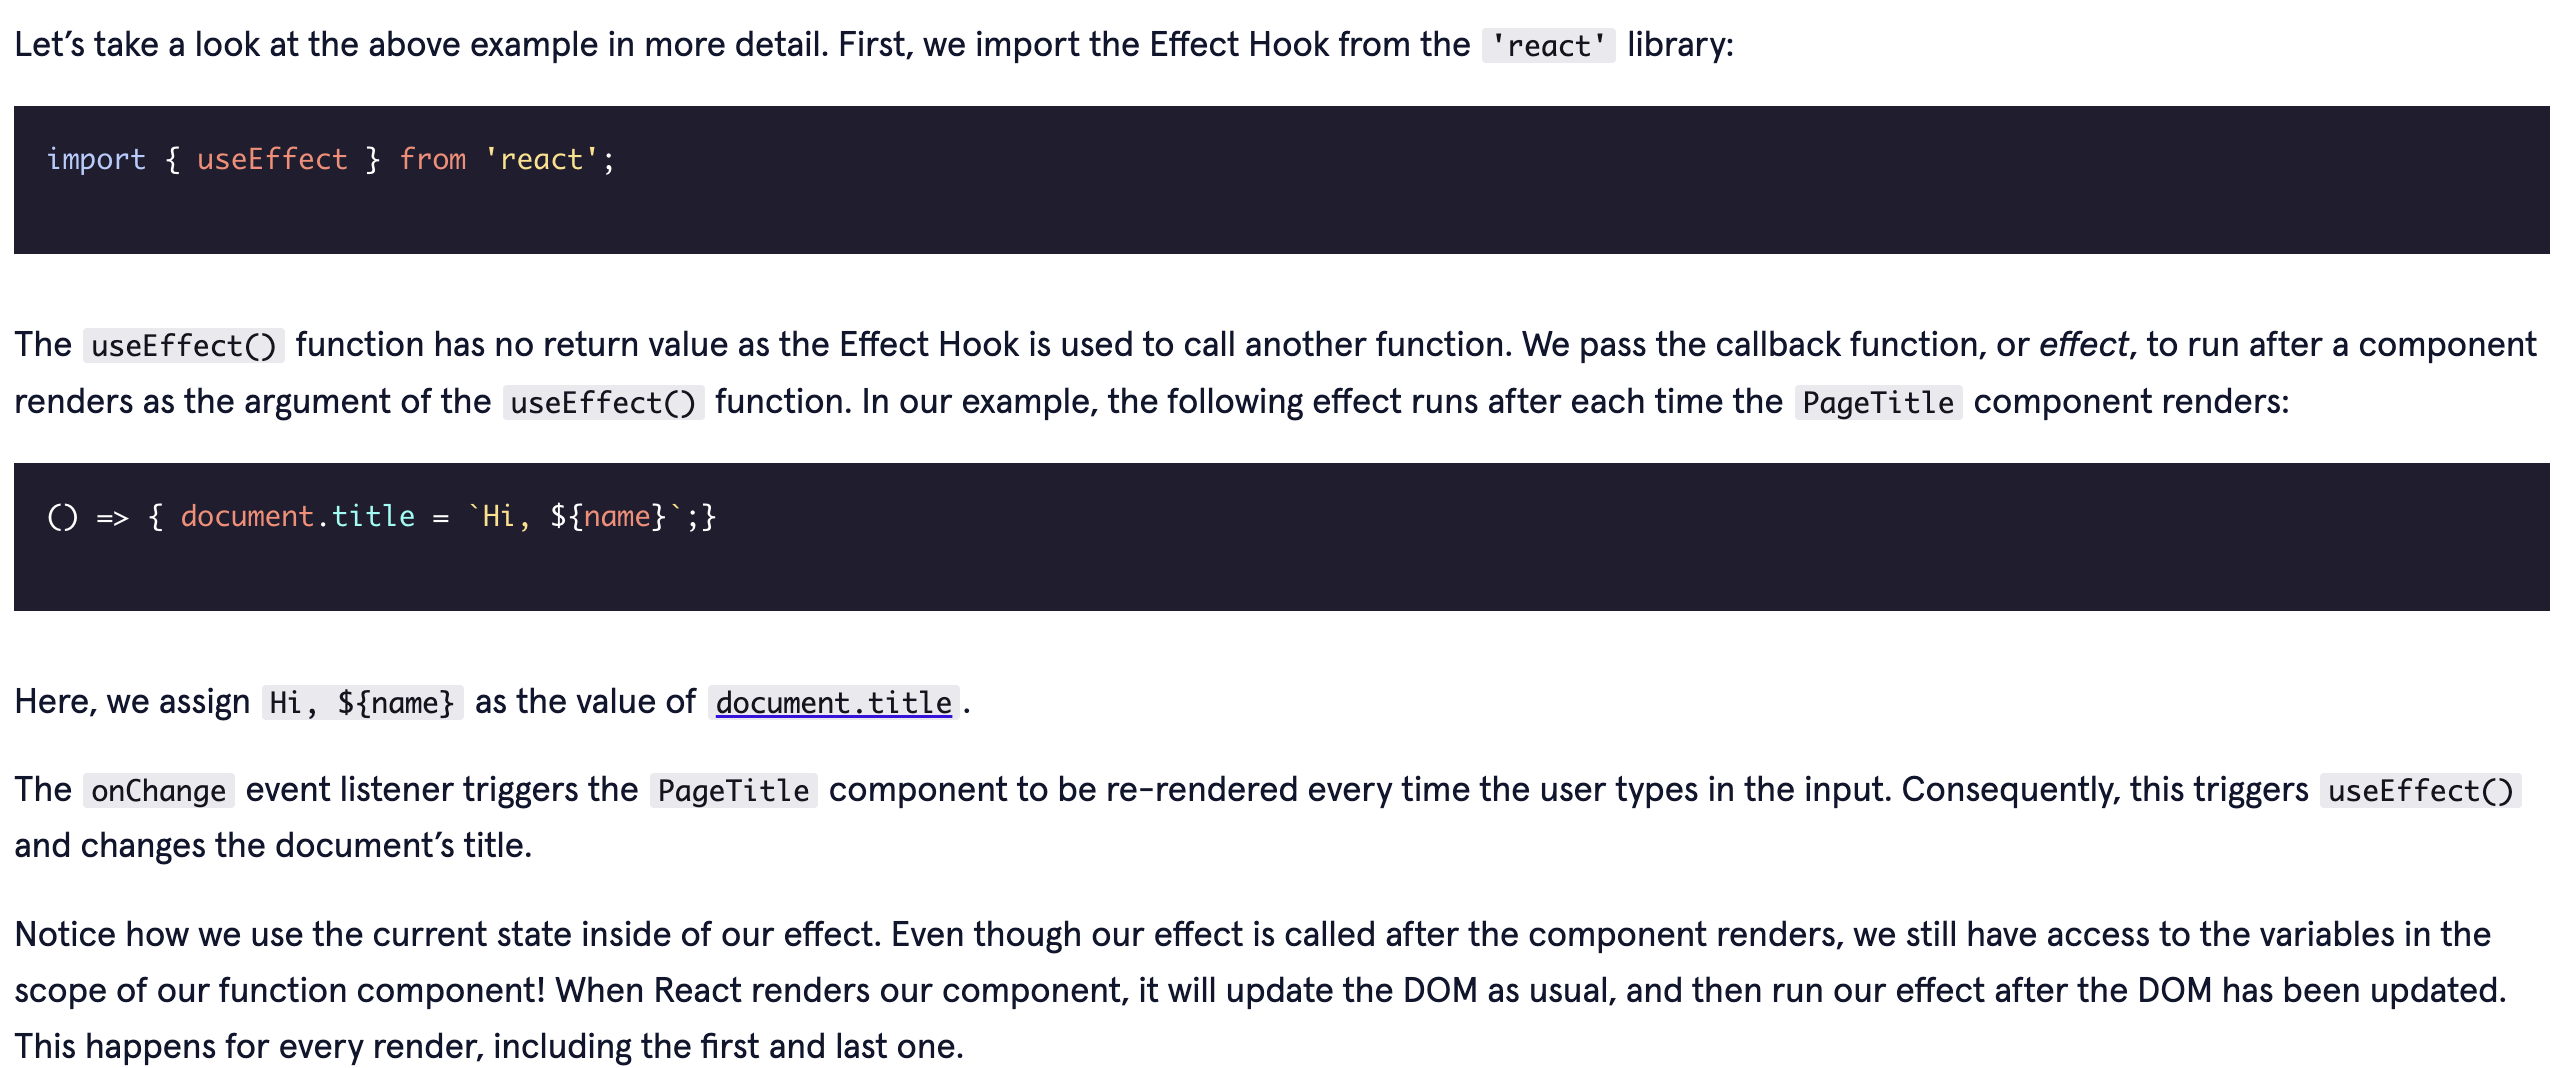 Let’s take a look at the above example in more detail. First, we import the Effect Hook from the 'react' library:
import { useEffect } from 'react';
The useEffect() function has no return value as the Effect Hook is used to call another function. We pass the callback function, or effect, to run after a component
renders as the argument of the useEffect() function. In our example, the following effect runs after each time the PageTitle component renders:
() => { document.title = `Hi, ${name}`;}
Here, we assign Hi, ${name} as the value of document.title.
The onChange event listener triggers the PageTitle component to be re-rendered every time the user types in the input. Consequently, this triggers useEffect()
and changes the document’s title.
Notice how we use the current state inside of our effect. Even though our effect is called after the component renders, we still have access to the variables in the
scope of our function component! When React renders our component, it will update the DOM as usual, and then run our effect after the DOM has been updated.
This happens for every render, including the first and last one.